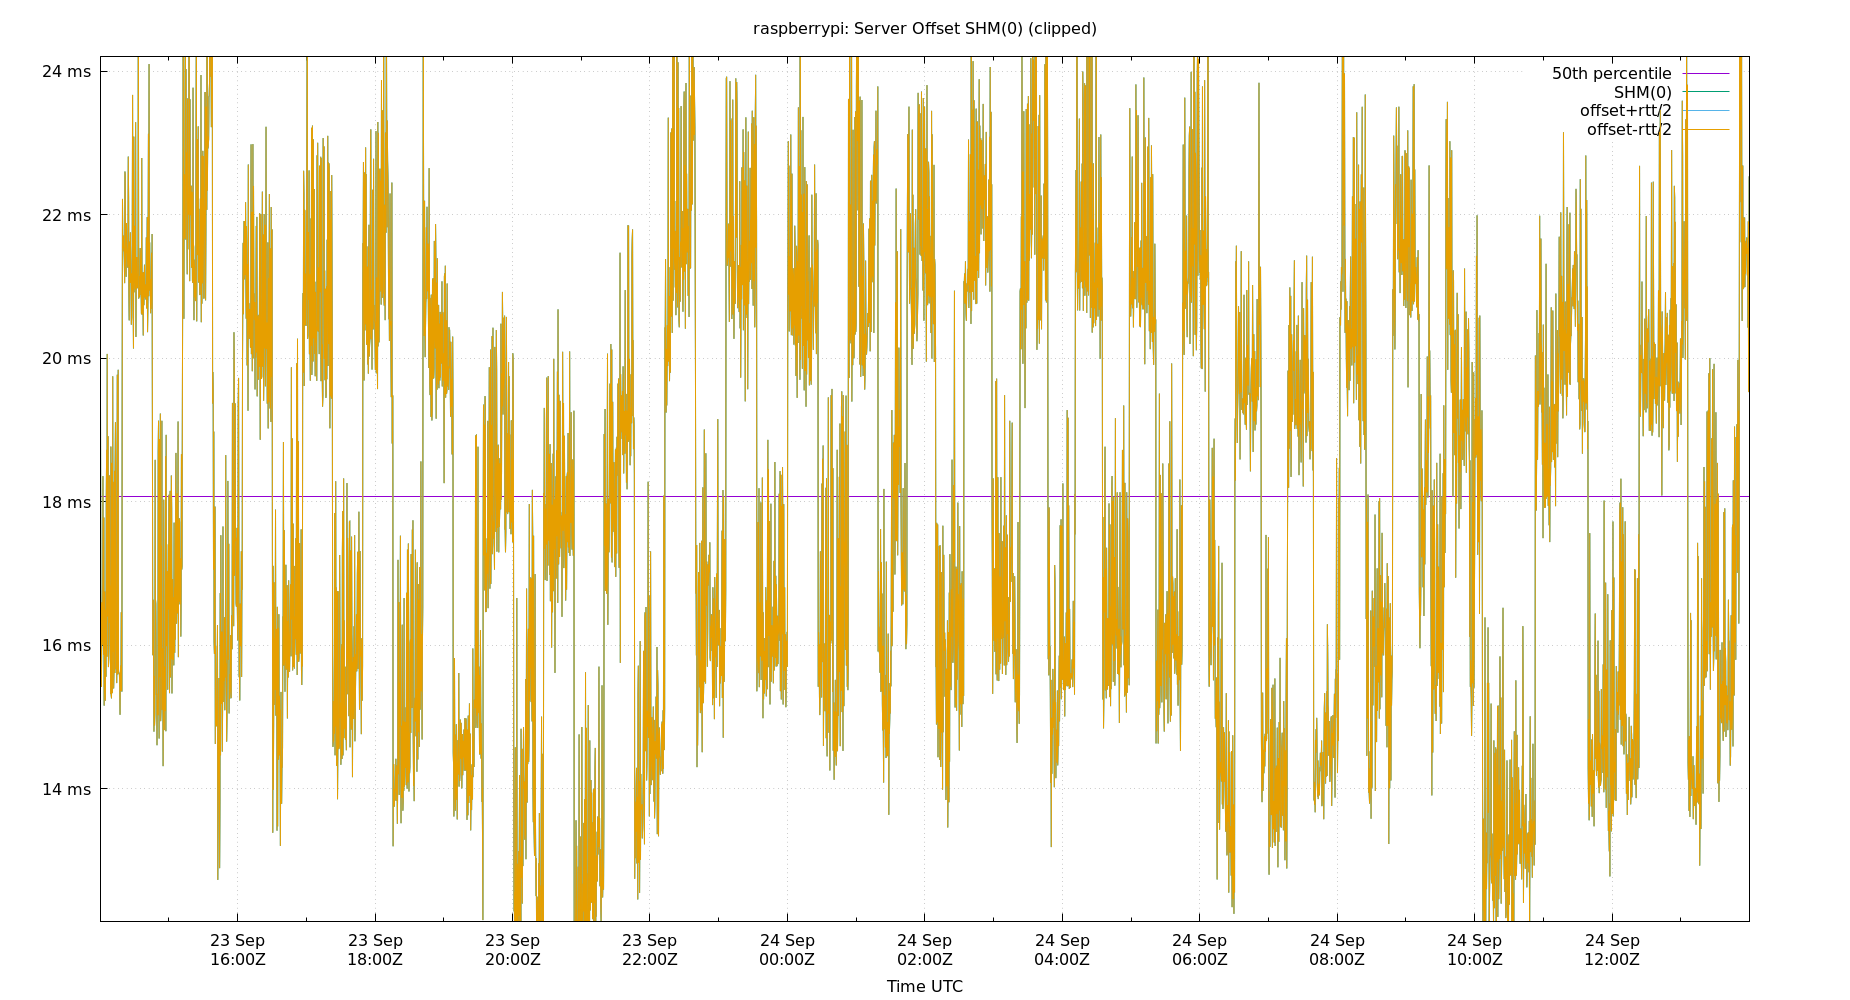 raspberrypi: Server Offset SHM(0) (clipped)
24 ms
22 ms
20 ms
18 ms
16 ms
14 ms
50th percentile
SHM(0)
offset+rtt/2
offset-rtt/2
23 Sep 23 Sep 23 Sep 23 Sep 24 Sep 24 Sep 24 Sep 24 Sep 24 Sep 24 Sep 24 Sep
16:00Z 18:00Z 20:00Z 22:00Z 00:00Z 02:00Z 04:00Z 06:00Z 08:00Z 10:00Z 12:00Z
Time UTC